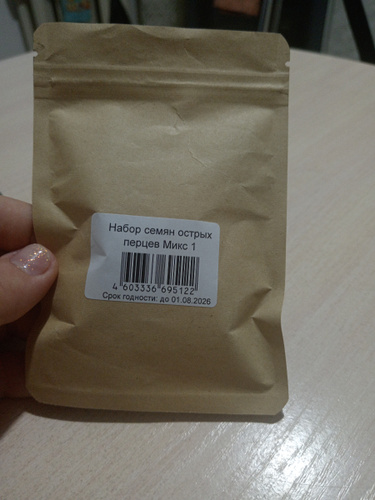 Набор семян острых
перцев Микс 1
4 603336 695122
Срок годности: до 01.08.2026